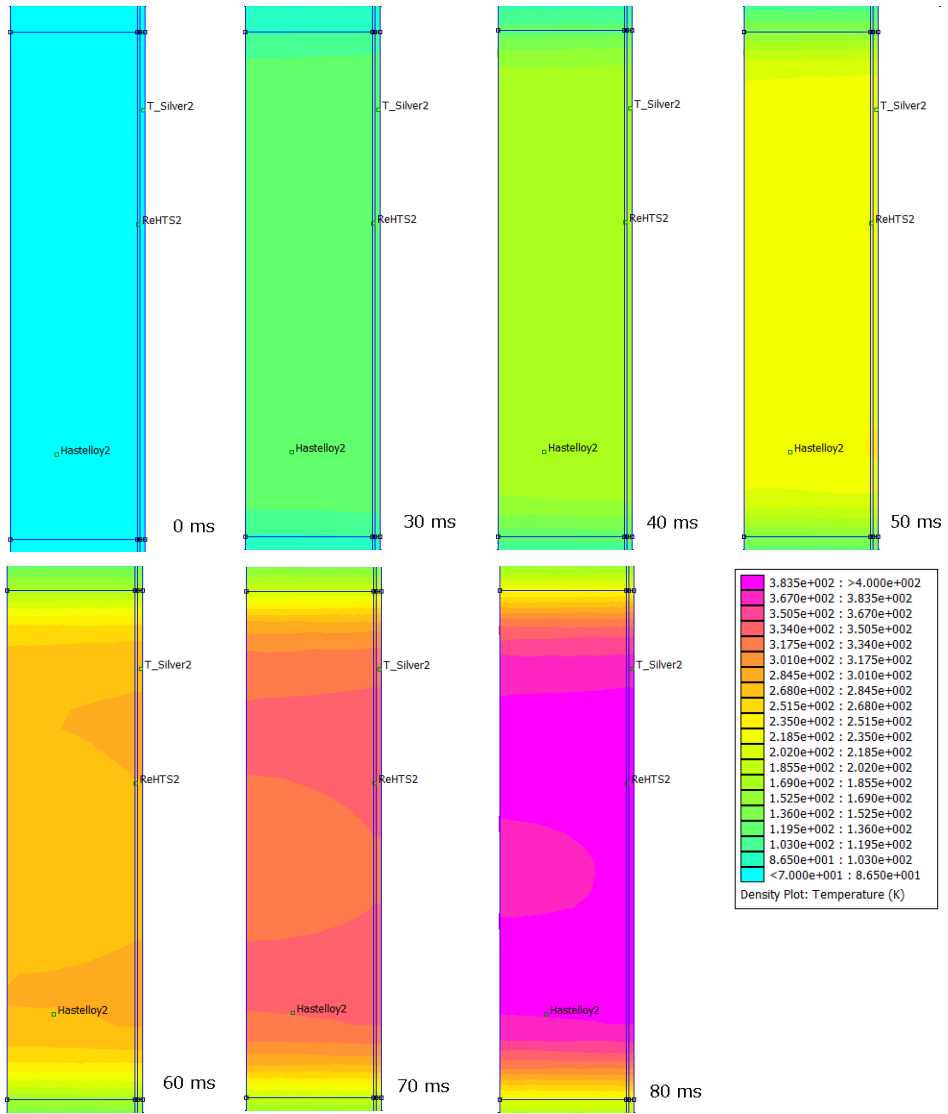 T_Silver2
ReHTS2
Hastelloy2
0 ms
T_Silver2
ReHTS2
Hastelloy2
30 ms
T_Silver2
ReHTS2
Hastelloy2
40 ms
T_Silver2
ReHTS2
Hastelloy2
50 ms
T_Silver2
ReHTS2
Hastelloy2
60 ms
T_Silver2
ReHTS2
Hastelloy2
70 ms
T_Silver2
ReHTS2
Hastelloy2
80 ms
3.835e+002 : >4.000e+002
3.670e+002 : 3.835e+002
3.505e+002 : 3.670e+002
3.340e+002 : 3.505e+002
3.175e+002 : 3.340e+002
3.010e+002 : 3.175e+002
2.845e+002 : 3.010e+002
2.680e+002 : 2.845e+002
2.515e+002 : 2.680e+002
2.350e+002 : 2.515e+002
2.185e+002 : 2.350e+002
2.020e+002 : 2.185e+002
1.855e+002 : 2.020e+002
1.690e+002 : 1.855e+002
1.525e+002 : 1.690e+002
1.360e+002 : 1.525e+002
1.195e+002 : 1.360e+002
1.030e+002 : 1.195e+002
8.650e+001 : 1.030e+002
<7.000e+001 : 8.650e+001
Density Plot: Temperature (K)